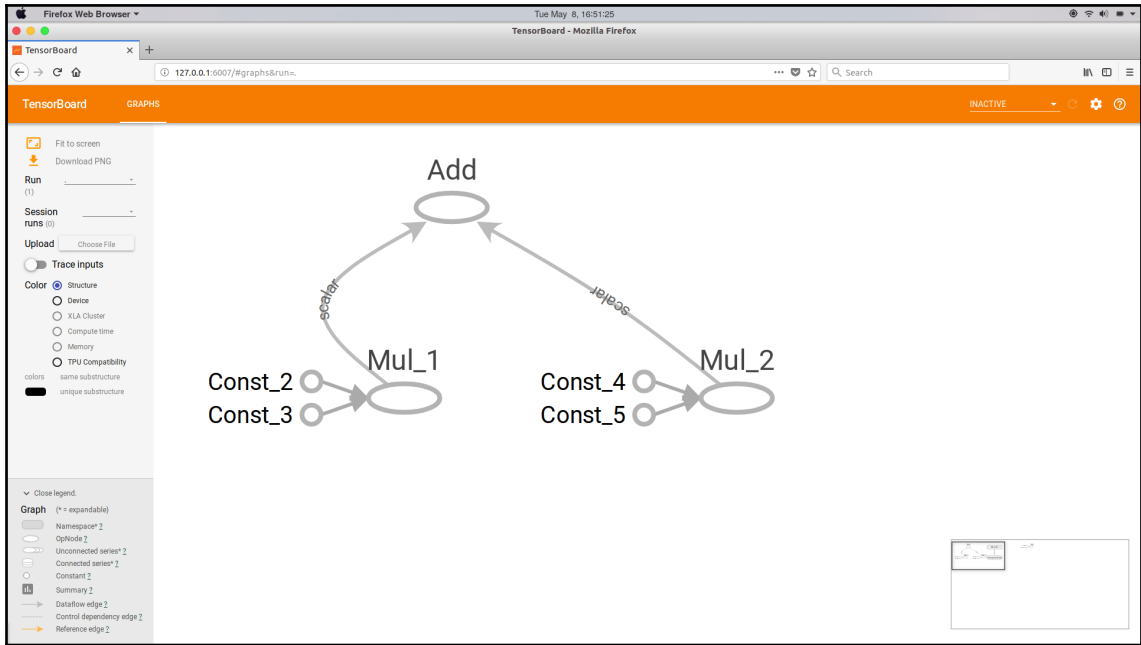 Firefox Web Browser
Tue May 8, 16:51:25
TensorBoard - Mozilla Firefox
TensorBoard
127.0.0.1:6007/#graphs&run=.
Search
TensorBoard GRAPHS INACTIVE
Fit to screen
Download PNG
Run .
(1)
Session
runs (0)
Upload Choose File
Trace inputs
Color Structure
Device
XLA Cluster
Compute time
Memory
TPU Compatibility
colors same substructure
unique substructure
Close legend.
Graph (* = expandable)
Namespace* ?
OpNode ?
Unconnected series* ?
Connected series* ?
Constant ?
Summary ?
Dataflow edge ?
Control dependency edge ?
Reference edge ?
Add
scalar
scalar
Mul_1
Const_2
Const_3
Mul_2
Const_4
Const_5